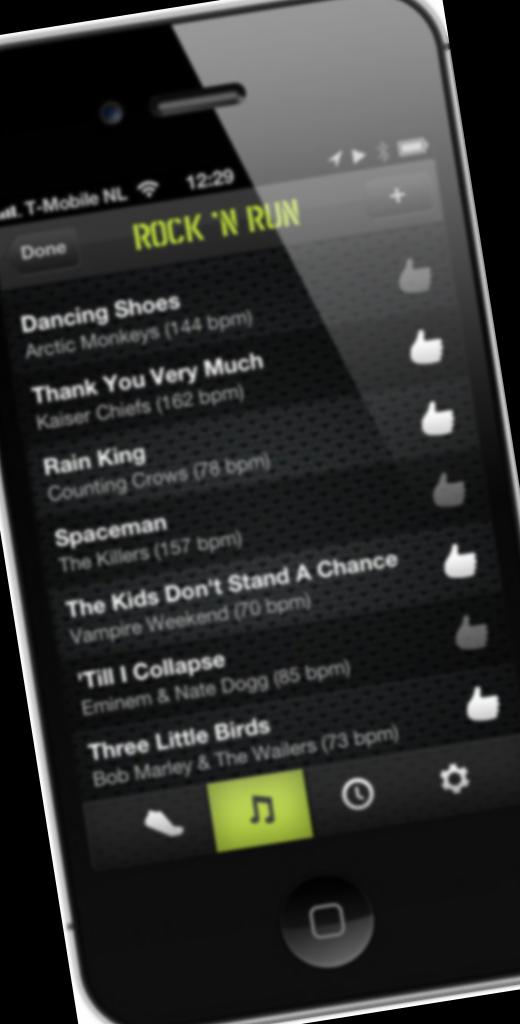 T-Mobile NL 12:29
Done ROCK 'N RUN +
Dancing Shoes
Arctic Monkeys (144 bpm)
Thank You Very Much
Kaiser Chiefs (162 bpm)
Rain King
Counting Crows (78 bpm)
Spaceman
The Killers (157 bpm)
The Kids Don't Stand A Chance
Vampire Weekend (70 bpm)
'Till I Collapse
Eminem & Nate Dogg (85 bpm)
Three Little Birds
Bob Marley & The Wailers (73 bpm)